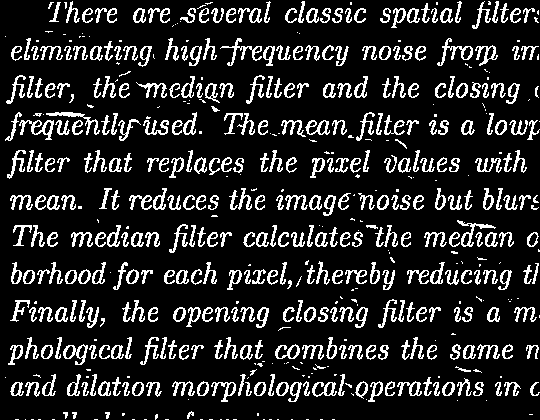 There are several classic spatial filters
eliminating high frequency noise from im
filter, the median filter and the closing
frequently used. The mean filter is a lowp
filter that replaces the pixel values with
mean. It reduces the image noise but blurs
The median filter calculates the median o
borhood for each pixel, thereby reducing th
Finally, the opening closing filter is a m
phological filter that combines the same n
and dilation morphological operations in o
small objects from